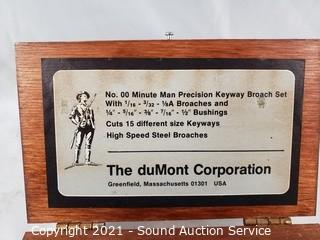 No. 00 Minute Man Precision Keyway Broach Set
With 1/16 - 3/32 - 1/8A Broaches and
1/4" - 5/16" - 3/8" - 7/16" - 1/2" Bushings
Cuts 15 different size Keyways
High Speed Steel Broaches
The duMont Corporation
Greenfield, Massachusetts 01301 USA
Copyright 2021 - Sound Auction Service